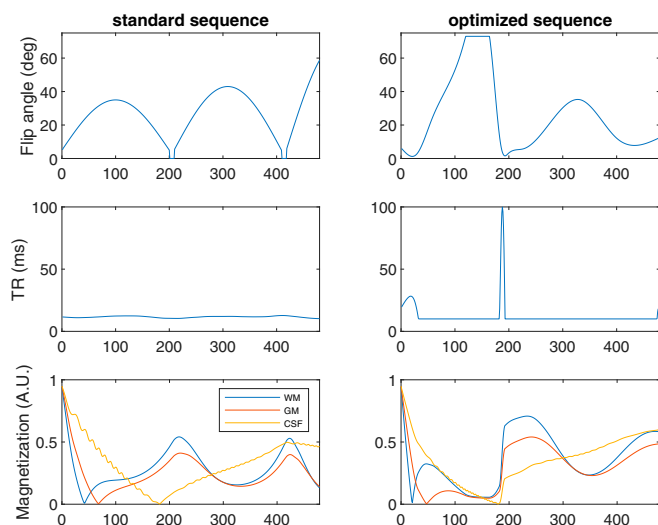 standard sequence
optimized sequence
Flip angle (deg)
60
40
20
0
0 100 200 300 400
60
40
20
0
0 100 200 300 400
TR (ms)
100
50
0
0 100 200 300 400
100
50
0
0 100 200 300 400
Magnetization (A.U.)
1
0.5
0
0 100 200 300 400
WM
GM
CSF
1
0.5
0
0 100 200 300 400